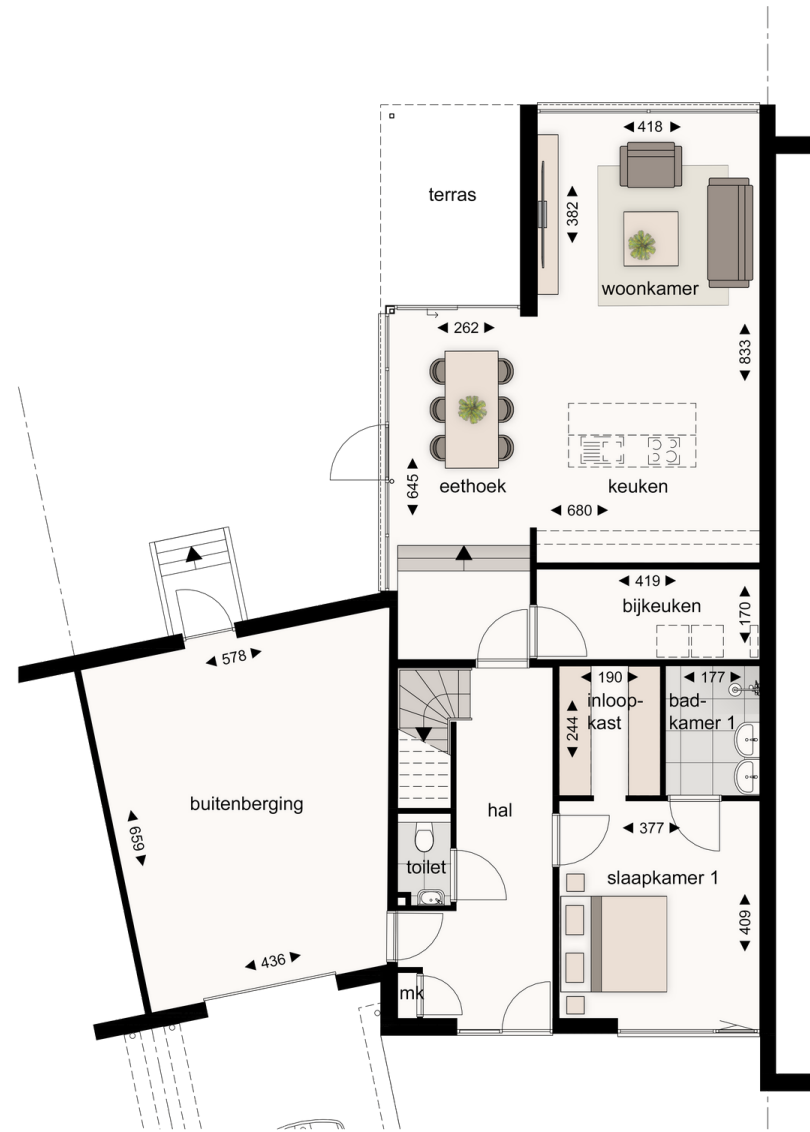 418
terras
382
woonkamer
262
833
645
eethoek
keuken
680
419
bijkeuken
170
578
190
177
inloop-
kast
bad-
kamer 1
244
buitenberging
hal
659
377
toilet
slaapkamer 1
409
436
mk